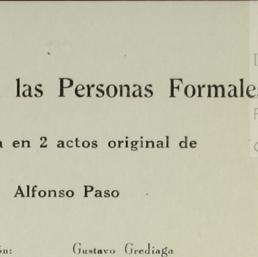 las Personas Formale
en 2 actos original de
Alfonso Paso
ón: Gustavo Grediaga